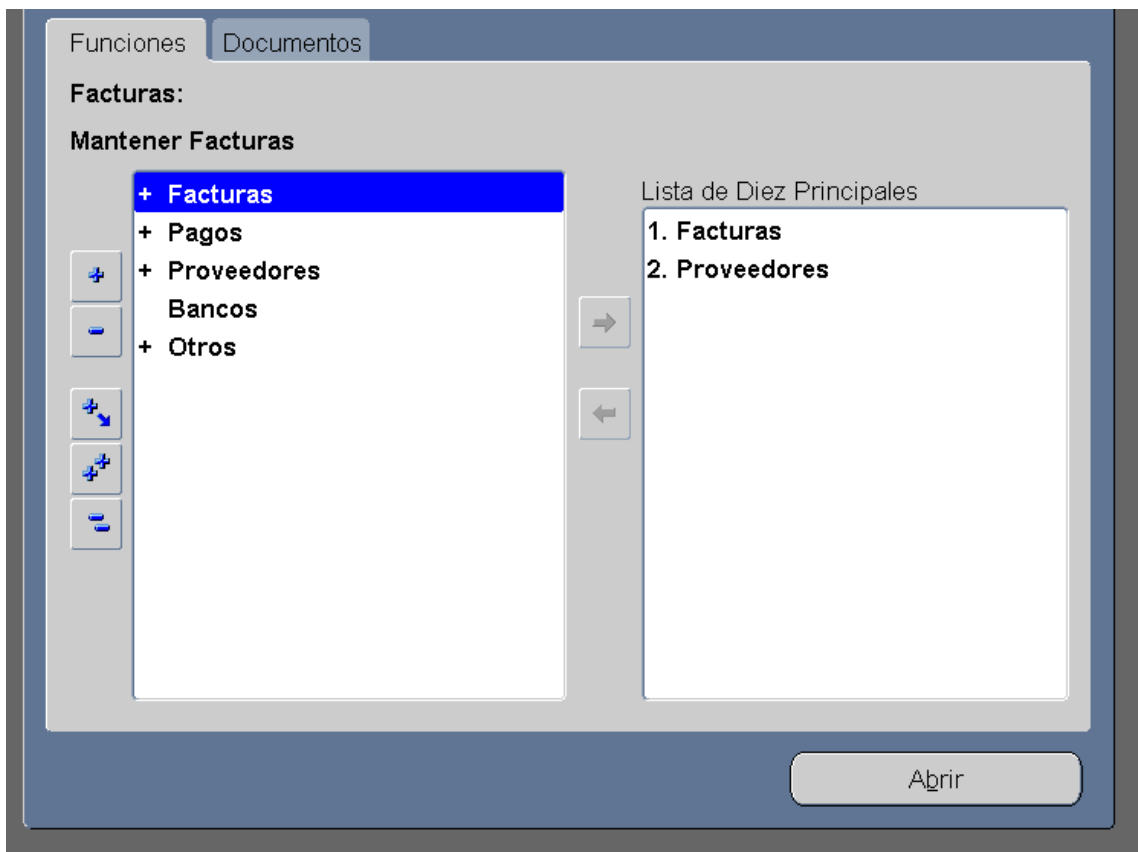 Funciones Documentos
Facturas:
Mantener Facturas
+ Facturas
+ Pagos
+ Proveedores
Bancos
+ Otros
Lista de Diez Principales
1. Facturas
2. Proveedores
Abrir